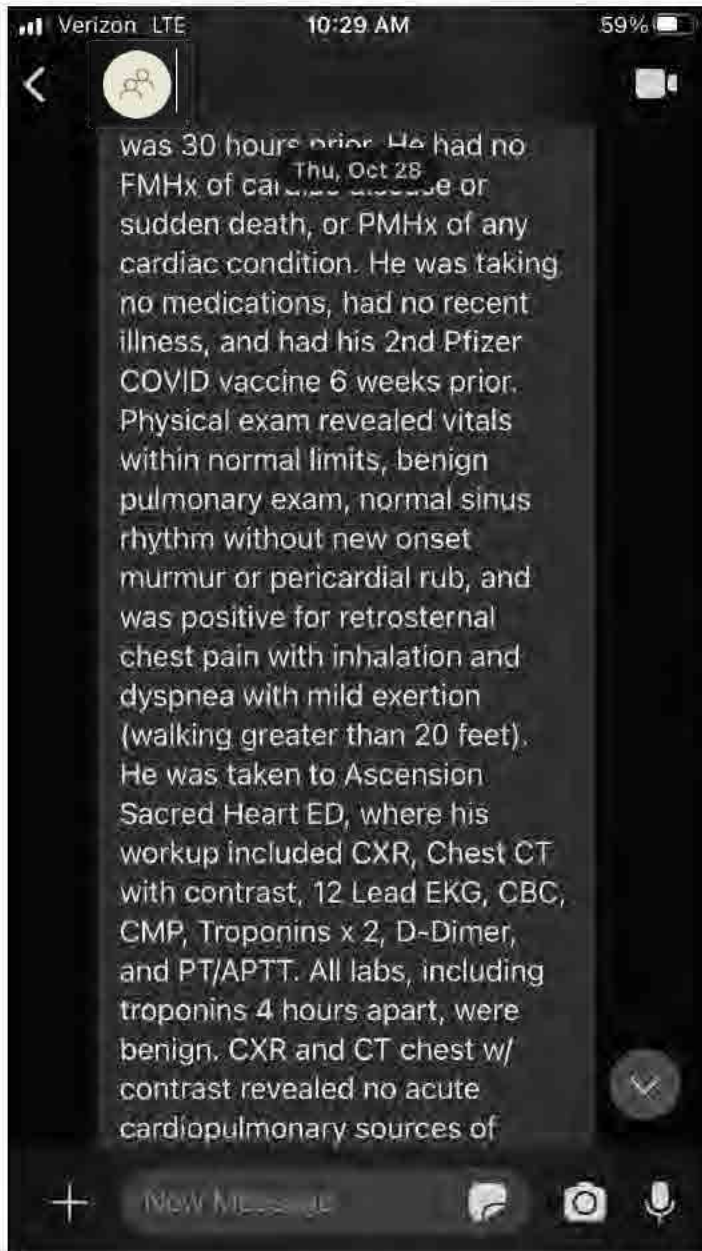 Verizon LTE 10:29 AM 59%
was 30 hours prior. He had no
Thu, Oct 28
FMHx of cardiac disease or
sudden death, or PMHx of any
cardiac condition. He was taking
no medications, had no recent
illness, and had his 2nd Pfizer
COVID vaccine 6 weeks prior.
Physical exam revealed vitals
within normal limits, benign
pulmonary exam, normal sinus
rhythm without new onset
murmur or pericardial rub, and
was positive for retrosternal
chest pain with inhalation and
dyspnea with mild exertion
(walking greater than 20 feet).
He was taken to Ascension
Sacred Heart ED, where his
workup included CXR, Chest CT
with contrast, 12 Lead EKG, CBC,
CMP, Troponins x 2, D-Dimer,
and PT/APTT. All labs, including
troponins 4 hours apart, were
benign. CXR and CT chest w/
contrast revealed no acute
cardiopulmonary sources of
New Message